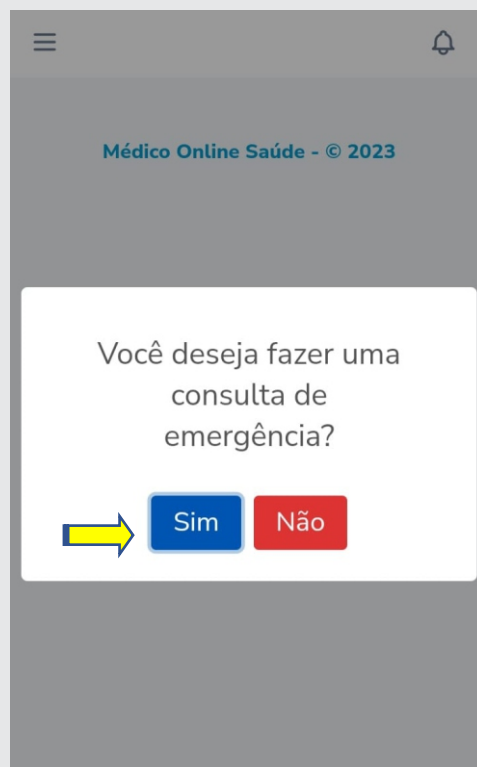 Médico Online Saúde - © 2023
Você deseja fazer uma
consulta de
emergência?
Sim Não